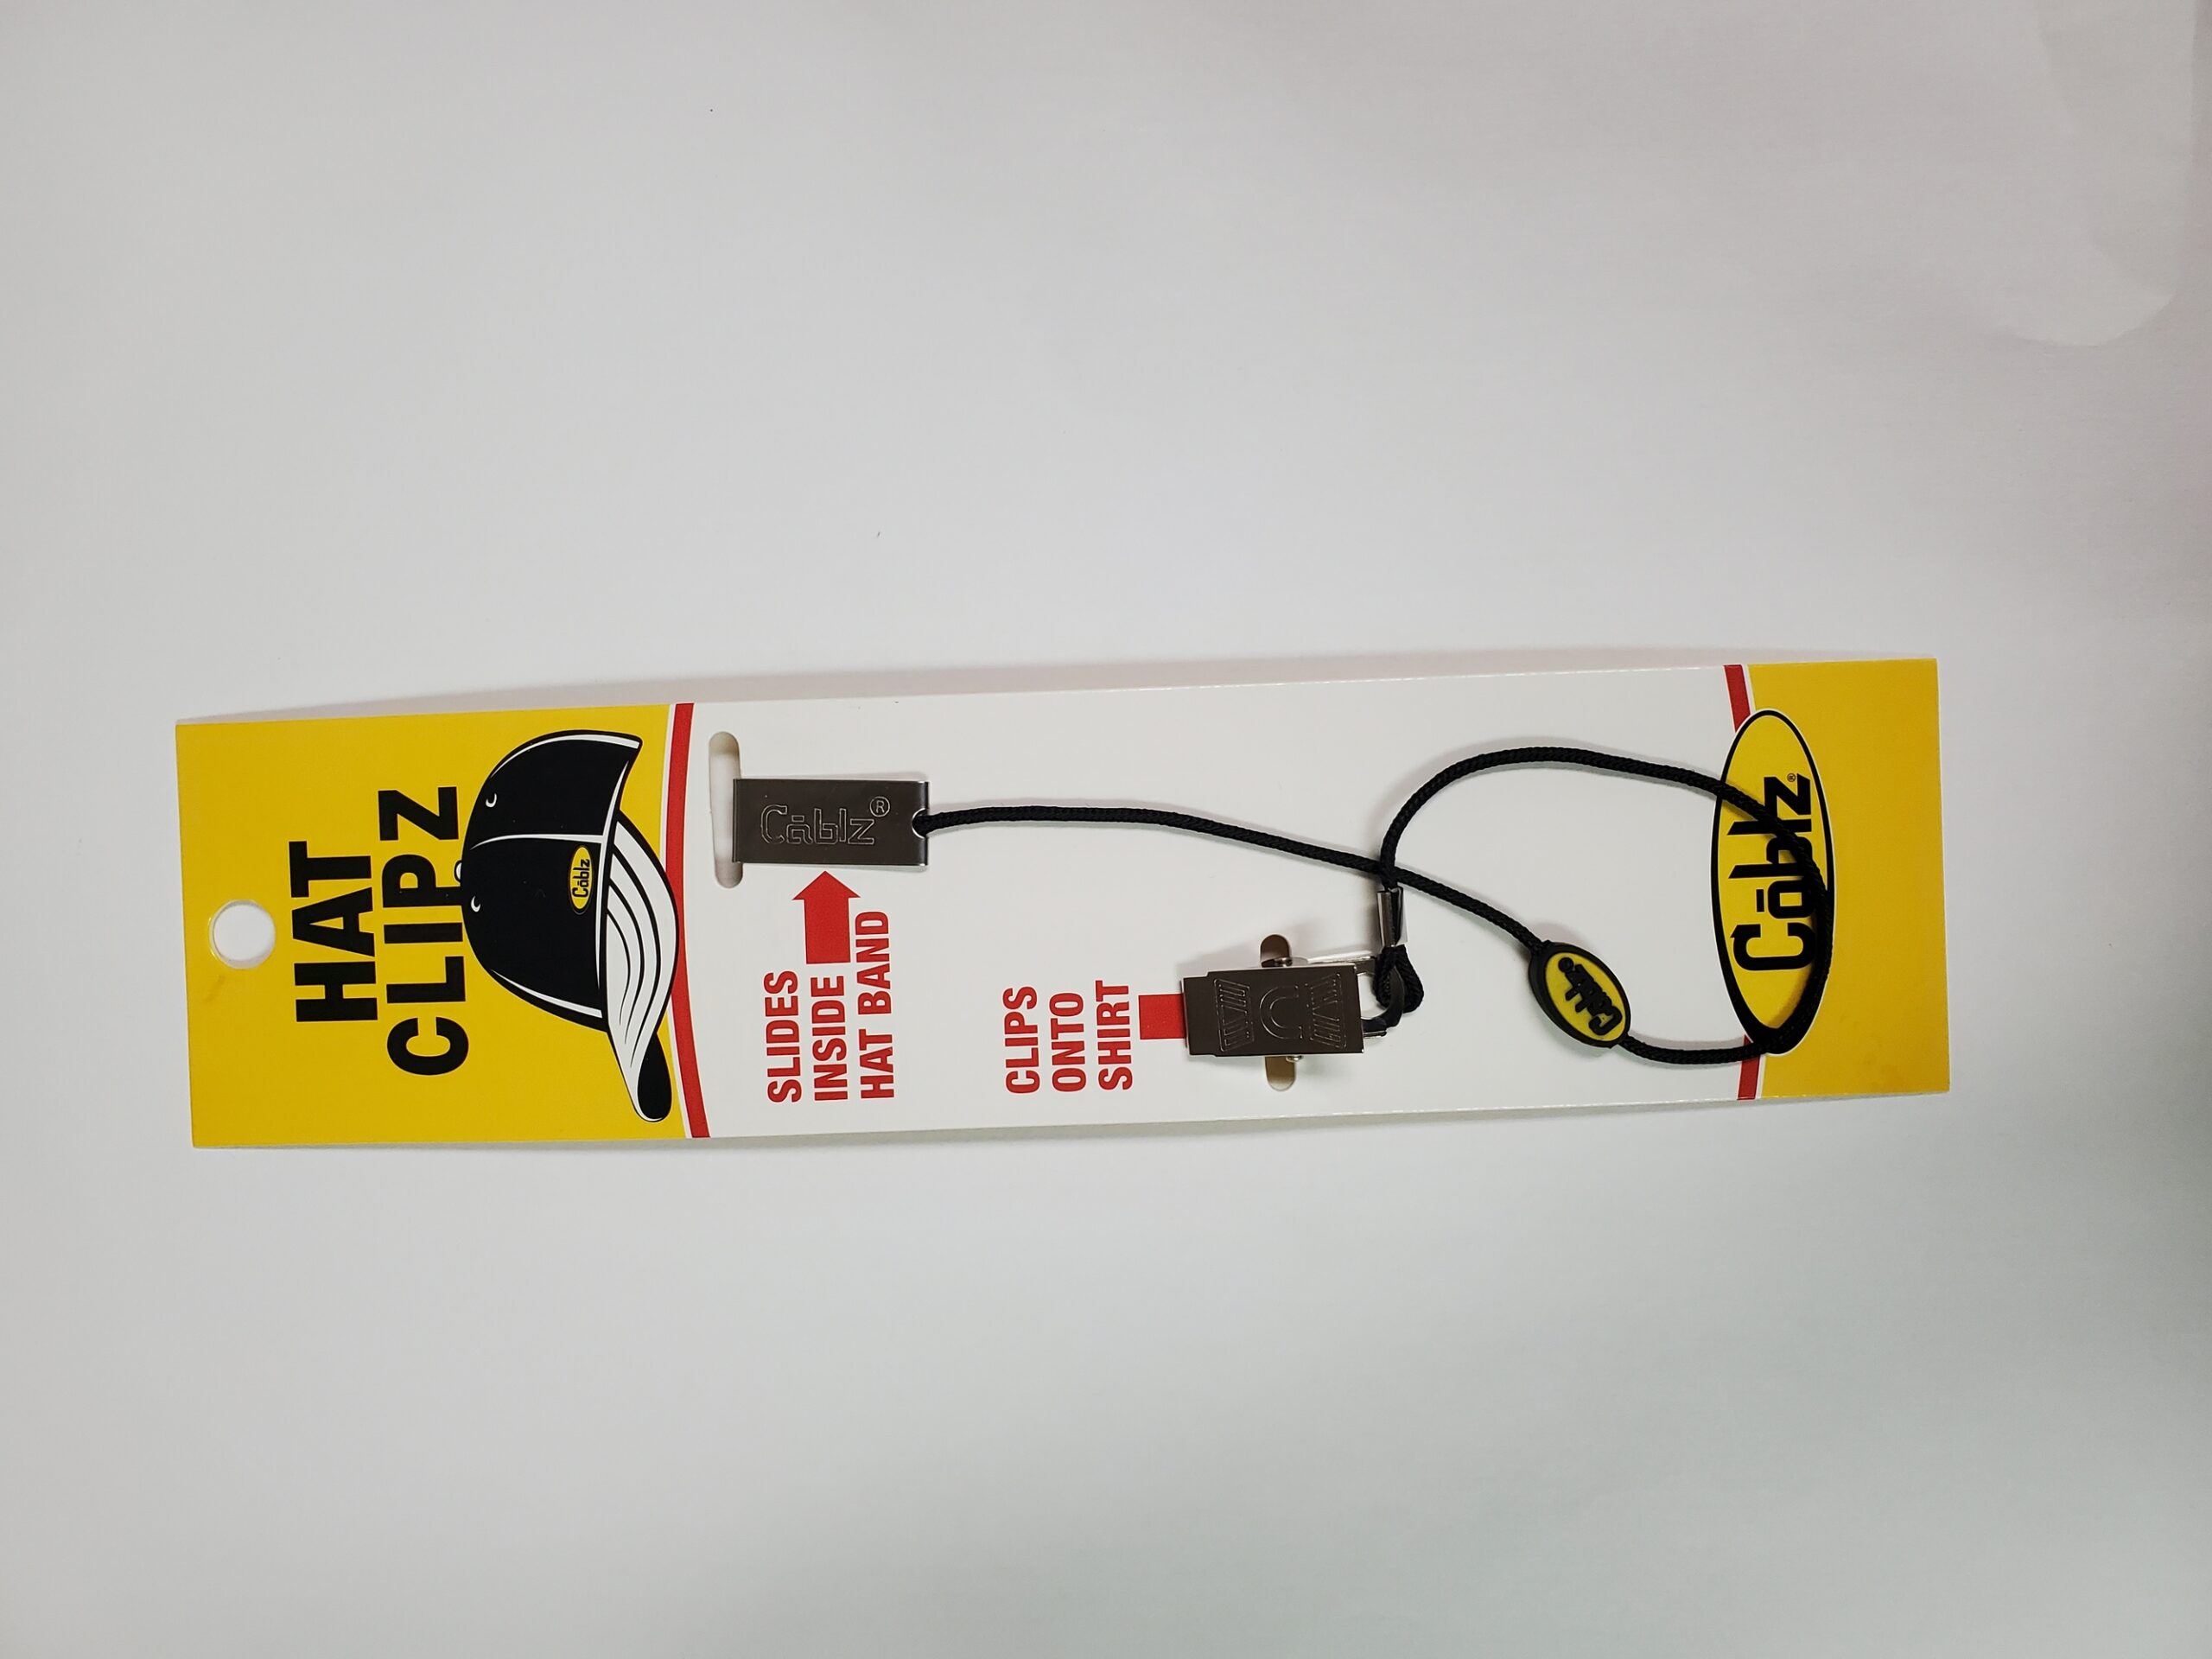 HAT
CLIPZ
Cāblz
Cāblz®
SLIDES
INSIDE
HAT BAND
CLIPS
ONTO
SHIRT
Cāblz
Cāblz®